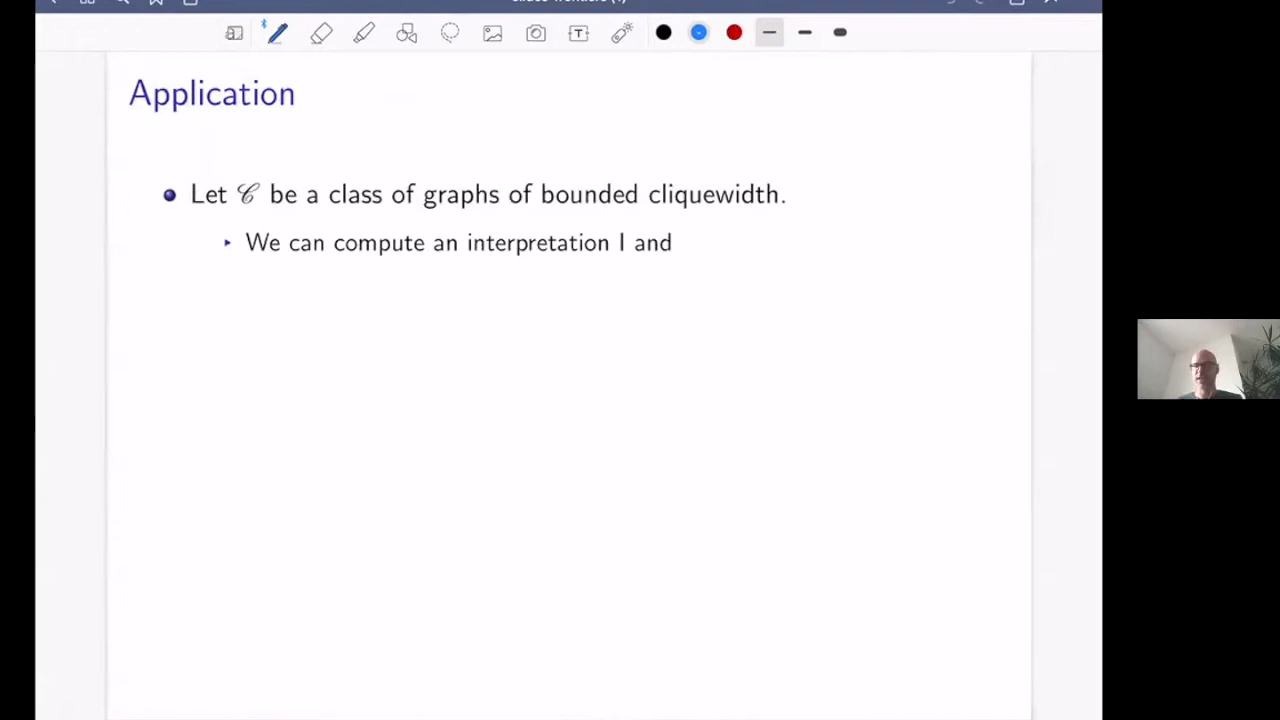 Application
Let 𝒞 be a class of graphs of bounded cliquewidth.
We can compute an interpretation I and